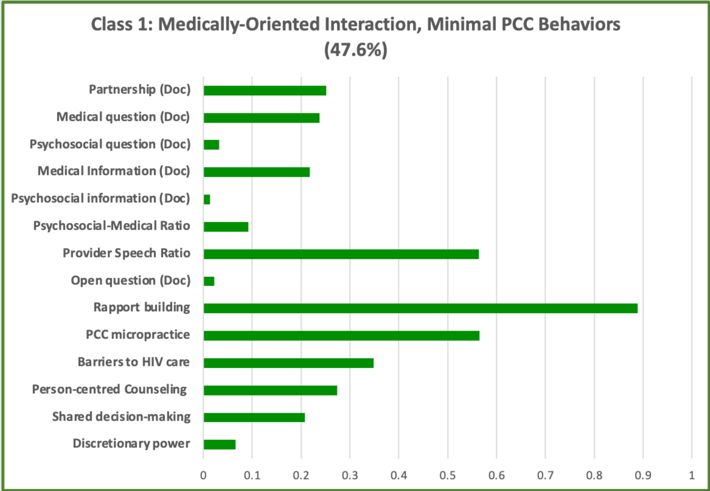 Class 1: Medically-Oriented Interaction, Minimal PCC Behaviors
(47.6%)
Partnership (Doc)
Medical question (Doc)
Psychosocial question (Doc)
Medical Information (Doc)
Psychosocial information (Doc)
Psychosocial-Medical Ratio
Provider Speech Ratio
Open question (Doc)
Rapport building
PCC micropractice
Barriers to HIV care
Person-centred Counseling
Shared decision-making
Discretionary power
0 0.1 0.2 0.3 0.4 0.5 0.6 0.7 0.8 0.9 1